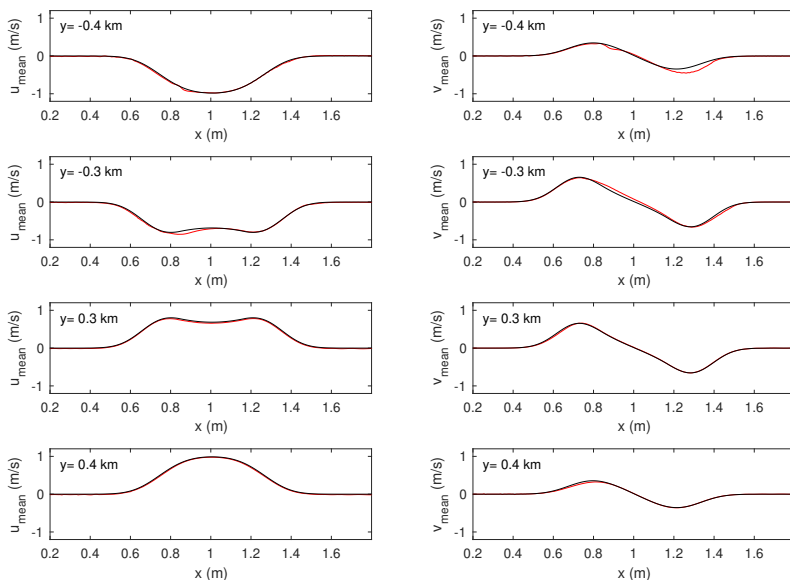 y= -0.4 km
1
0
-1
u_mean (m/s)
0.2 0.4 0.6 0.8 1 1.2 1.4 1.6
x (m)
y= -0.4 km
1
0
-1
v_mean (m/s)
0.2 0.4 0.6 0.8 1 1.2 1.4 1.6
x (m)
y= -0.3 km
1
0
-1
u_mean (m/s)
0.2 0.4 0.6 0.8 1 1.2 1.4 1.6
x (m)
y= -0.3 km
1
0
-1
v_mean (m/s)
0.2 0.4 0.6 0.8 1 1.2 1.4 1.6
x (m)
y= 0.3 km
1
0
-1
u_mean (m/s)
0.2 0.4 0.6 0.8 1 1.2 1.4 1.6
x (m)
y= 0.3 km
1
0
-1
v_mean (m/s)
0.2 0.4 0.6 0.8 1 1.2 1.4 1.6
x (m)
y= 0.4 km
1
0
-1
u_mean (m/s)
0.2 0.4 0.6 0.8 1 1.2 1.4 1.6
x (m)
y= 0.4 km
1
0
-1
v_mean (m/s)
0.2 0.4 0.6 0.8 1 1.2 1.4 1.6
x (m)